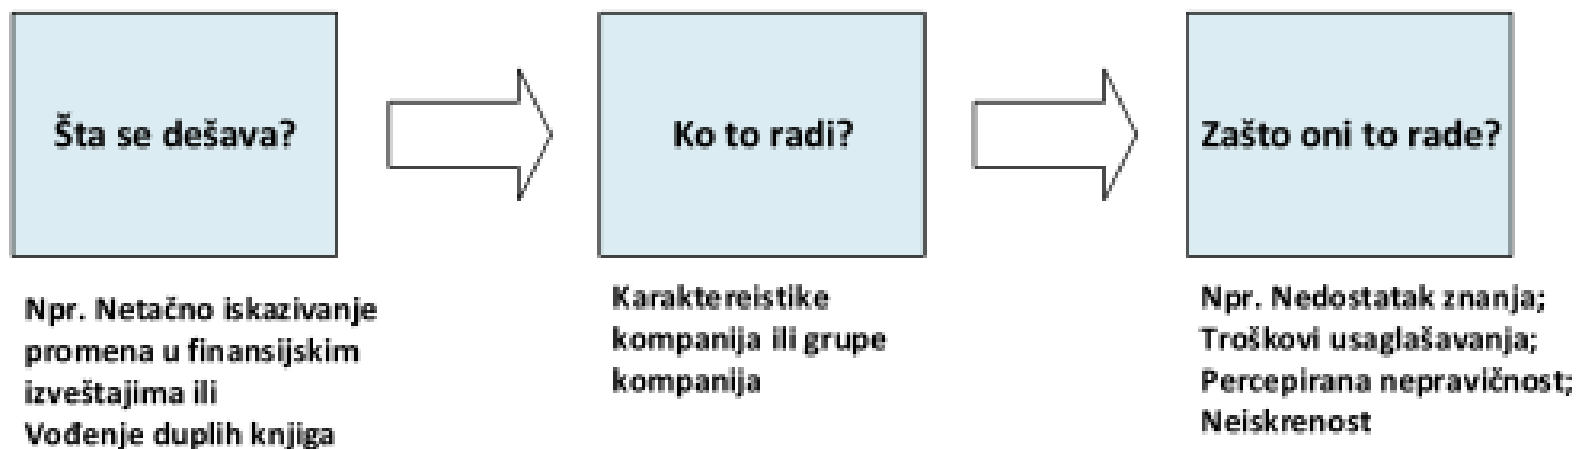 Šta se dešava?
Ko to radi?
Zašto oni to rade?
Npr. Netačno iskazivanje
promena u finansijskim
izveštajima ili
Vođenje duplih knjiga
Karaktereistike
kompanija ili grupe
kompanija
Npr. Nedostatak znanja;
Troškovi usaglašavanja;
Percepirana nepravičnost;
Neiskrenost